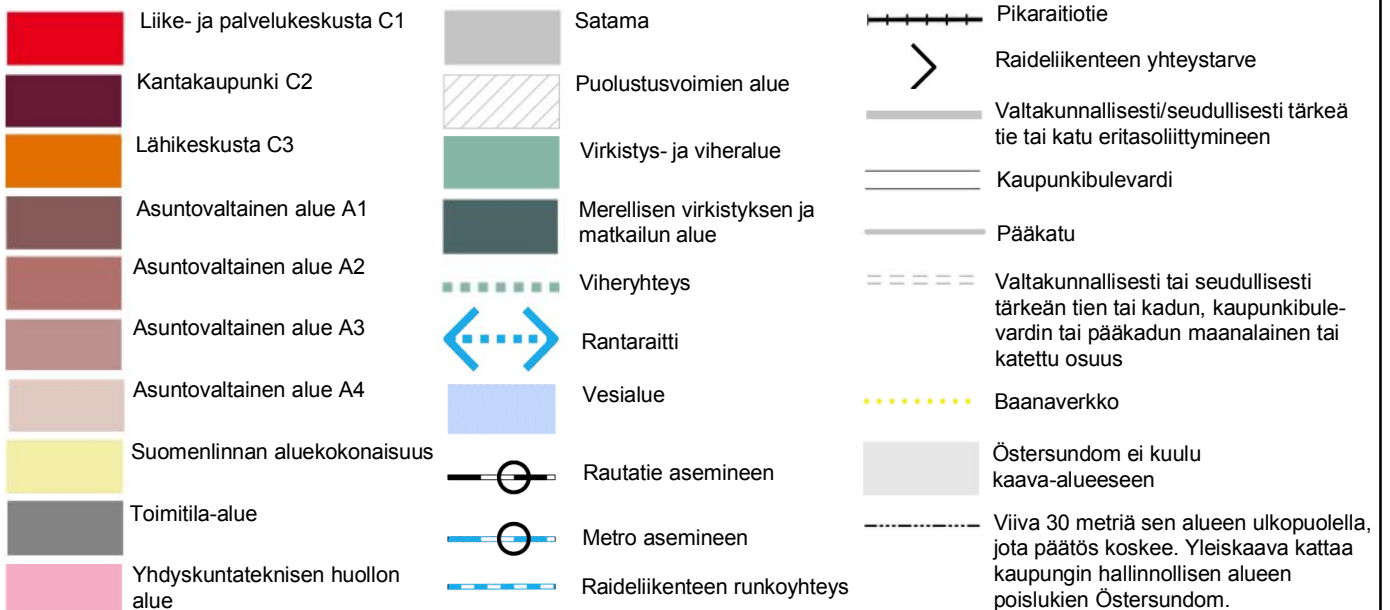 Liike- ja palvelukeskusta C1
Kantakaupunki C2
Lähikeskusta C3
Asuntovaltainen alue A1
Asuntovaltainen alue A2
Asuntovaltainen alue A3
Asuntovaltainen alue A4
Suomenlinnan aluekokonaisuus
Toimitila-alue
Yhdyskuntateknisen huollon
alue
Satama
Puolustusvoimien alue
Virkistys- ja viheralue
Merellisen virkistyksen ja
matkailun alue
Viheryhteys
Rantaraitti
Vesialue
Rautatie asemineen
Metro asemineen
Raideliikenteen runkoyhteys
Pikaraitiotie
Raideliikenteen yhteystarve
Valtakunnallisesti/seudullisesti tärkeä
tie tai katu eritasoliittymineen
Kaupunkibulevardi
Pääkatu
Valtakunnallisesti tai seudullisesti
tärkeän tien tai kadun, kaupunkibule-
vardin tai pääkadun maanalainen tai
katettu osuus
Baanaverkko
Östersundom ei kuulu
kaava-alueeseen
Viiva 30 metriä sen alueen ulkopuolella,
jota päätös koskee. Yleiskaava kattaa
kaupungin hallinnollisen alueen
poislukien Östersundom.